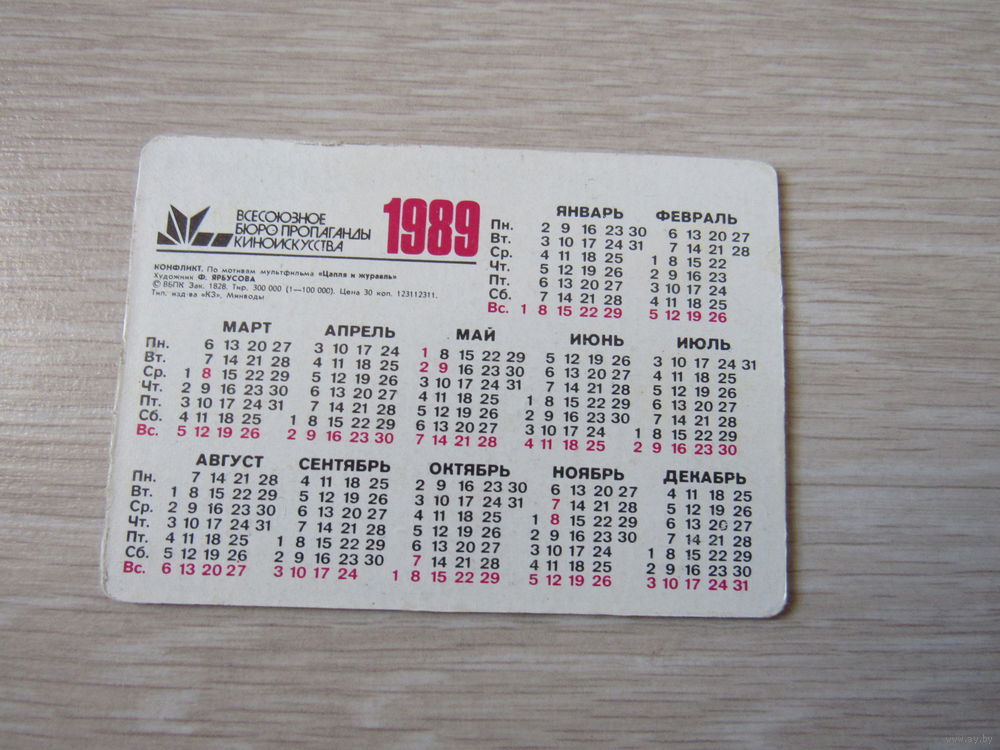 ВСЕСОЮЗНОЕ
БЮРО ПРОПАГАНДЫ
КИНОИСКУССТВА
1989
КОНФЛИКТ. По мотивам мультфильма «Цапля и журавль»
Художник Ф. ЯРБУСОВА
© ВБПК Зак. 1828. Тир. 300 000 (1—100 000). Цена 30 коп. 123112311.
Тип. изд-ва «КЗ», Минводы
ЯНВАРЬ ФЕВРАЛЬ
Пн. 2 9 16 23 30 6 13 20 27
Вт. 3 10 17 24 31 7 14 21 28
Ср. 4 11 18 25 1 8 15 22
Чт. 5 12 19 26 2 9 16 23
Пт. 6 13 20 27 3 10 17 24
Сб. 7 14 21 28 4 11 18 25
Вс. 1 8 15 22 29 5 12 19 26
МАРТ АПРЕЛЬ МАЙ ИЮНЬ ИЮЛЬ
Пн. 6 13 20 27 3 10 17 24 1 8 15 22 29 5 12 19 26 3 10 17 24 31
Вт. 7 14 21 28 4 11 18 25 2 9 16 23 30 6 13 20 27 4 11 18 25
Ср. 1 8 15 22 29 5 12 19 26 3 10 17 24 31 7 14 21 28 5 12 19 26
Чт. 2 9 16 23 30 6 13 20 27 4 11 18 25 1 8 15 22 29 6 13 20 27
Пт. 3 10 17 24 31 7 14 21 28 5 12 19 26 2 9 16 23 30 7 14 21 28
Сб. 4 11 18 25 1 8 15 22 29 6 13 20 27 3 10 17 24 1 8 15 22 29
Вс. 5 12 19 26 2 9 16 23 30 7 14 21 28 4 11 18 25 2 9 16 23 30
АВГУСТ СЕНТЯБРЬ ОКТЯБРЬ НОЯБРЬ ДЕКАБРЬ
Пн. 7 14 21 28 4 11 18 25 2 9 16 23 30 6 13 20 27 4 11 18 25
Вт. 1 8 15 22 29 5 12 19 26 3 10 17 24 31 7 14 21 28 5 12 19 26
Ср. 2 9 16 23 30 6 13 20 27 4 11 18 25 1 8 15 22 29 6 13 20 27
Чт. 3 10 17 24 31 7 14 21 28 5 12 19 26 2 9 16 23 30 7 14 21 28
Пт. 4 11 18 25 1 8 15 22 29 6 13 20 27 3 10 17 24 1 8 15 22 29
Сб. 5 12 19 26 2 9 16 23 30 7 14 21 28 4 11 18 25 2 9 16 23 30
Вс. 6 13 20 27 3 10 17 24 1 8 15 22 29 5 12 19 26 3 10 17 24 31
www.ay.by